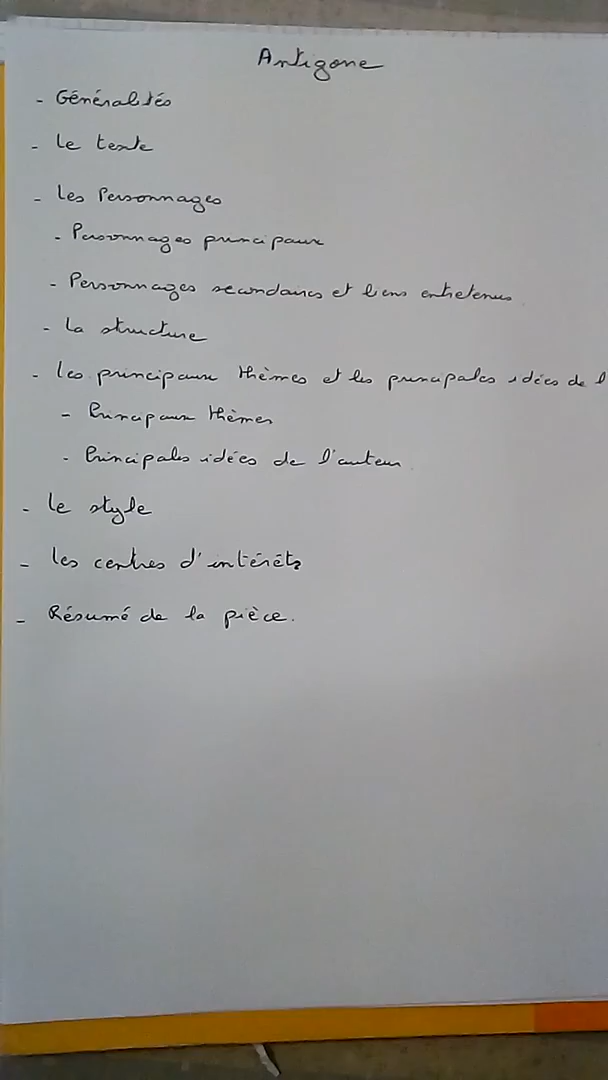 Antigone
- Généralités
- Le texte
- Les Personnages
- Personnages principaux
- Personnages secondaires et liens entretenus
- La structure
- Les principaux thèmes et les principales idées de l
- Principaux thèmes
- Principales idées de l'auteur
- Le style
- Les centres d'intérêts
- Résumé de la pièce.